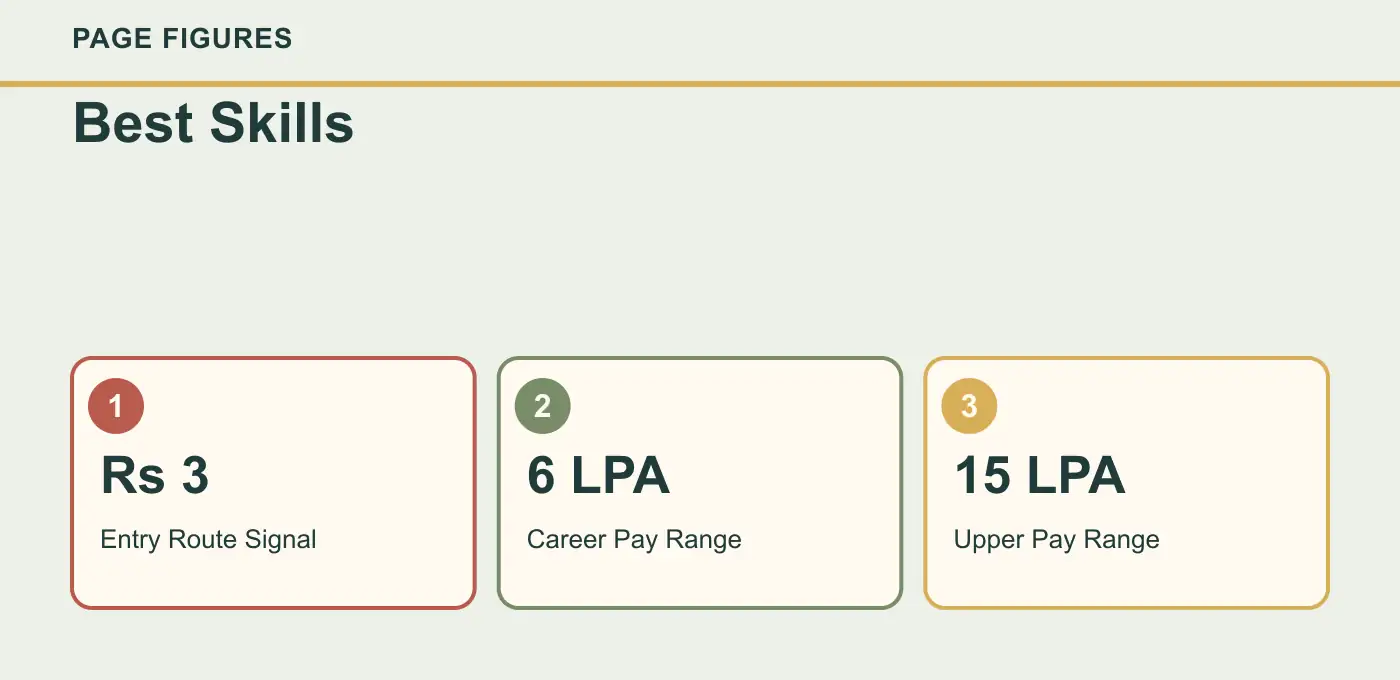 PAGE FIGURES
Best Skills
1
Rs 3
Entry Route Signal
2
6 LPA
Career Pay Range
3
15 LPA
Upper Pay Range